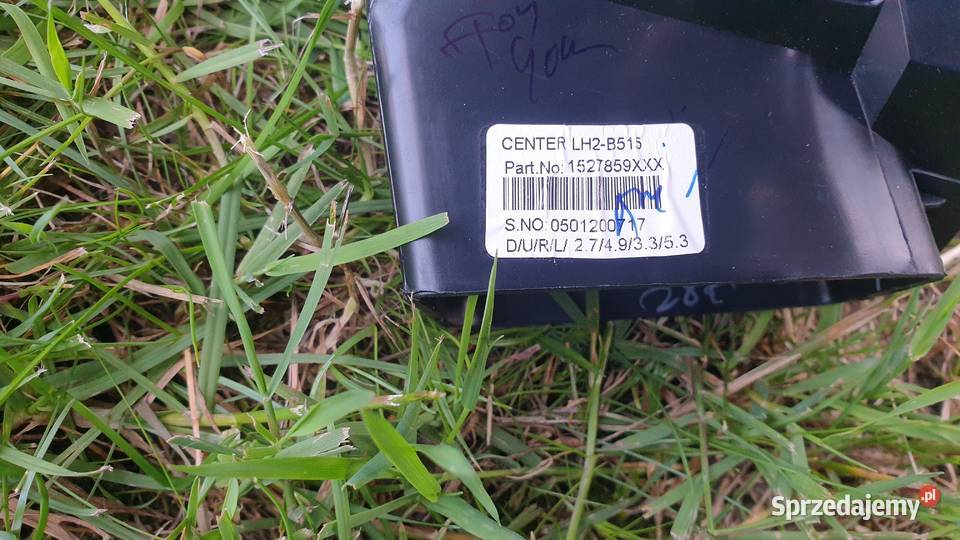 CENTER LH2-B515
Part.No: 1527859XXX
S.NO: 0501200717
D/U/R/L/ 2.7/4.9/3.3/5.3
Sprzedajemy.pl